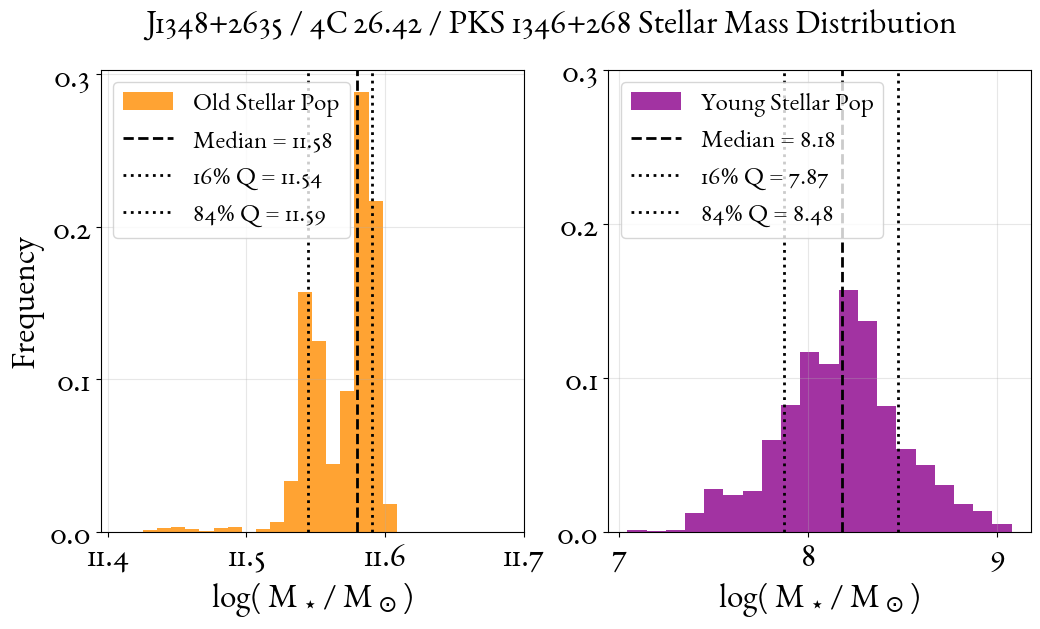 J1348+2635 / 4C 26.42 / PKS 1346+268 Stellar Mass Distribution
Frequency
0.3
0.2
0.1
0.0
Old Stellar Pop
Median = 11.58
16% Q = 11.54
84% Q = 11.59
11.4 11.5 11.6 11.7
log( M ⋆ / M ⊙ )
0.3
0.2
0.1
0.0
Young Stellar Pop
Median = 8.18
16% Q = 7.87
84% Q = 8.48
7 8 9
log( M ⋆ / M ⊙ )